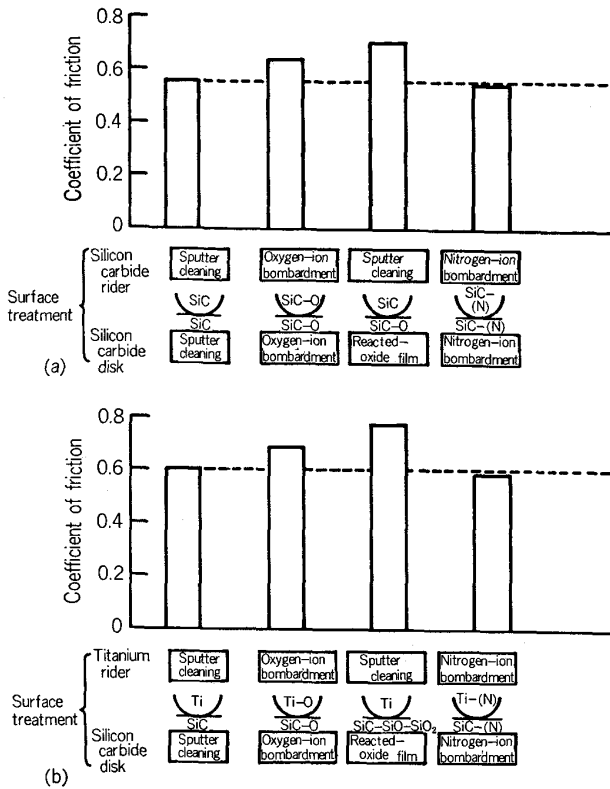 0.8
0.6
0.4
0.2
0
Coefficient of friction
Surface treatment
Silicon carbide rider
Sputter cleaning
Oxygen-ion bombardment
Sputter cleaning
Nitrogen-ion bombardment
SiC
SiC
SiC-O
SiC-O
SiC
SiC-O
SiC-(N)
SiC-(N)
Silicon carbide disk
Sputter cleaning
Oxygen-ion bombardment
Reacted-oxide film
Nitrogen-ion bombardment
(a)
0.8
0.6
0.4
0.2
0
Coefficient of friction
Surface treatment
Titanium rider
Sputter cleaning
Oxygen-ion bombardment
Sputter cleaning
Nitrogen-ion bombardment
Ti
SiC
Ti-O
SiC-O
Ti
SiC-SiO-SiO₂
Ti-(N)
SiC-(N)
Silicon carbide disk
Sputter cleaning
Oxygen-ion bombardment
Reacted-oxide film
Nitrogen-ion bombardment
(b)